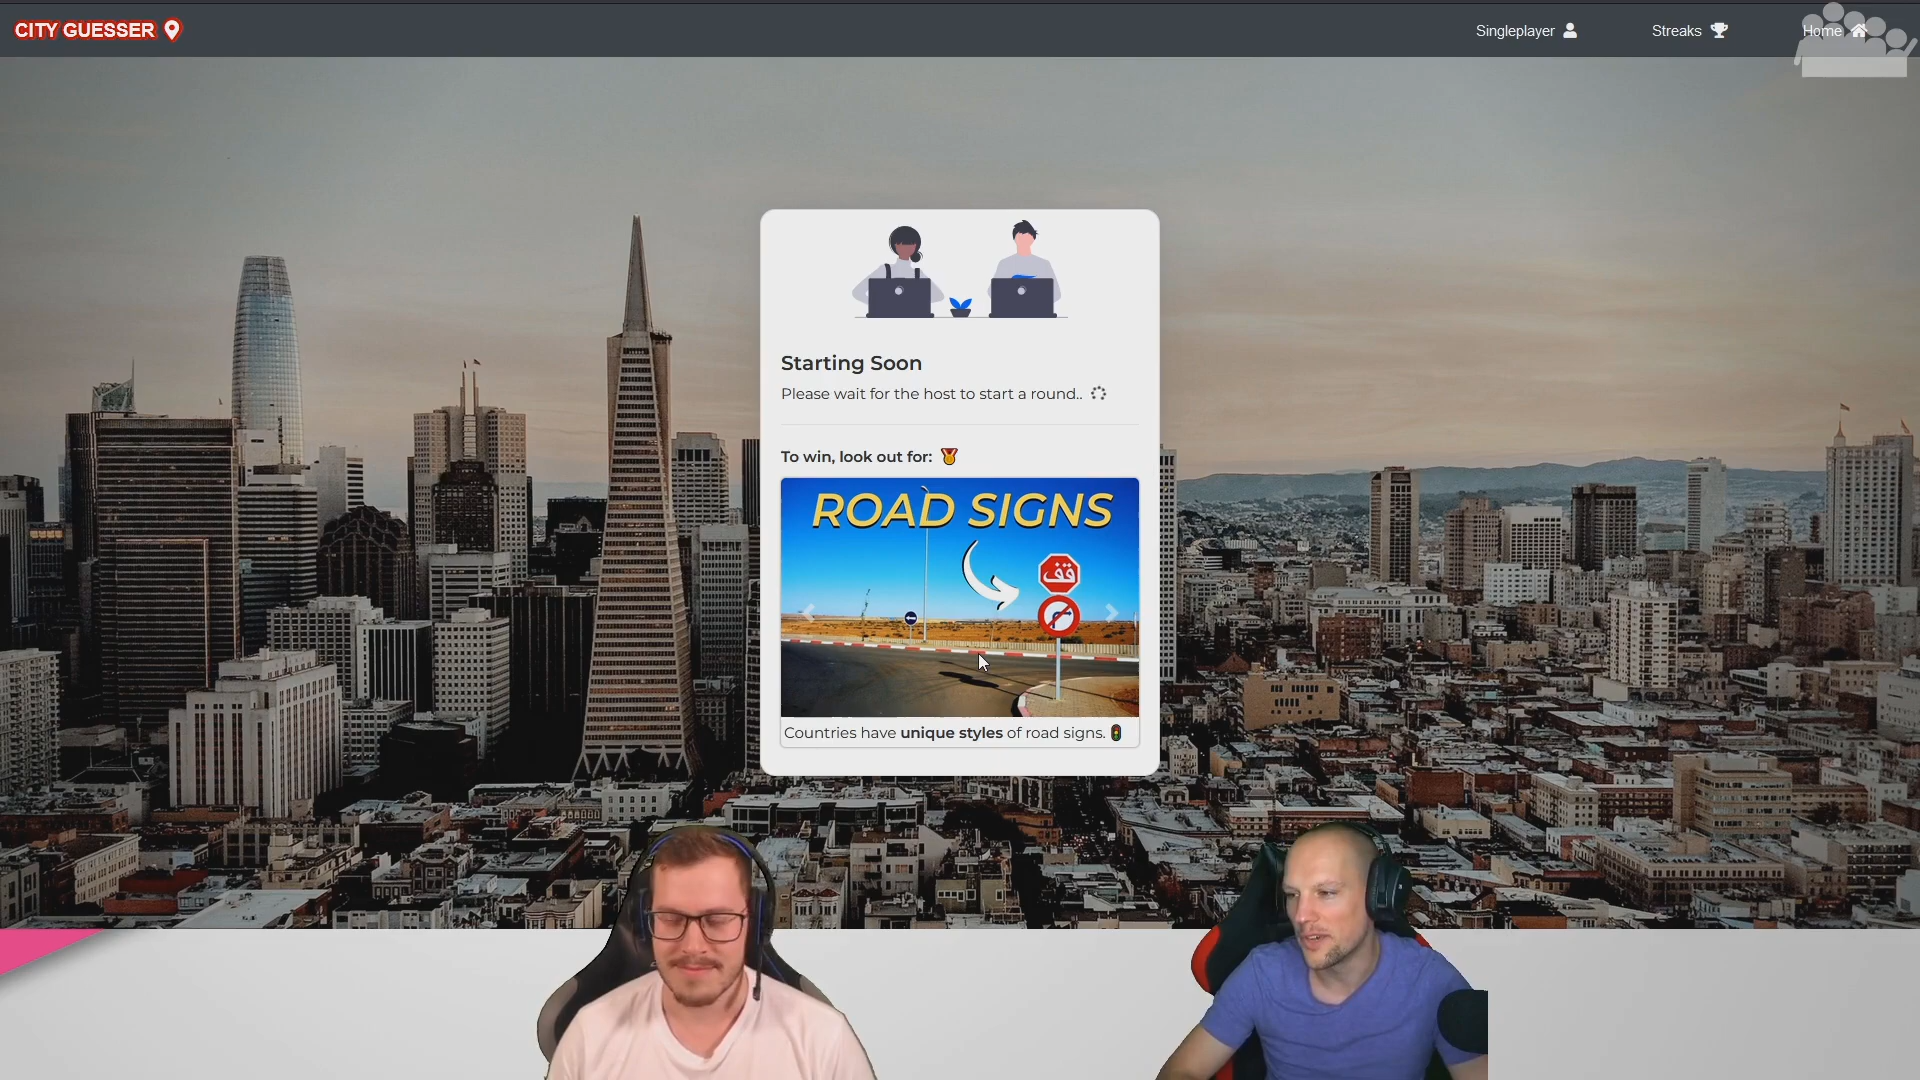 CITY GUESSER
Singleplayer
Streaks
Home
Starting Soon
Please wait for the host to start a round..
To win, look out for:
ROAD SIGNS
قف
Countries have unique styles of road signs.